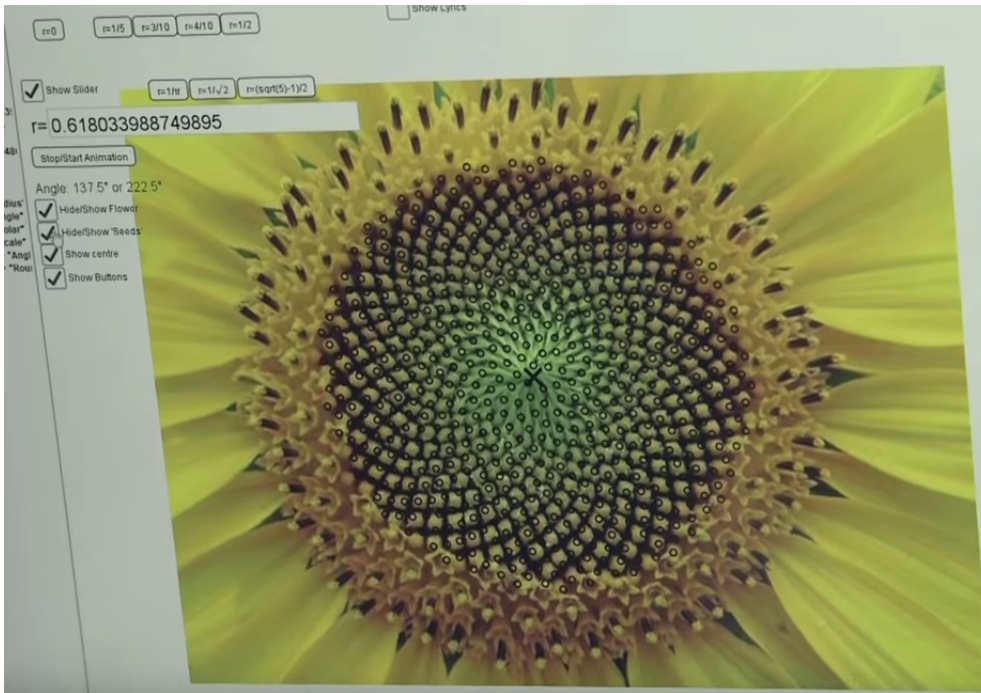 Show Lyrics
r=0 r=1/5 r=3/10 r=4/10 r=1/2
Show Slider r=1/π r=1/√2 r=(sqrt(5)-1)/2
r= 0.618033988749895
Stop/Start Animation
Angle: 137.5° or 222.5°
Hide/Show Flower
Hide/Show 'Seeds'
Show centre
Show Buttons